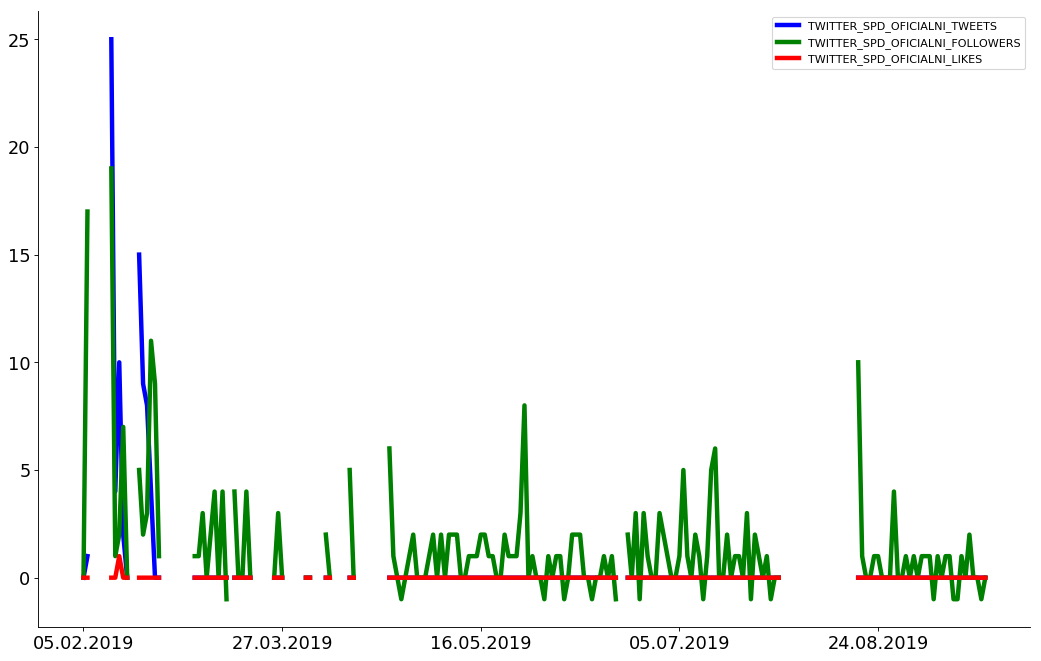 TWITTER_SPD_OFICIALNI_TWEETS
TWITTER_SPD_OFICIALNI_FOLLOWERS
TWITTER_SPD_OFICIALNI_LIKES
25
20
15
10
5
0
05.02.2019 27.03.2019 16.05.2019 05.07.2019 24.08.2019